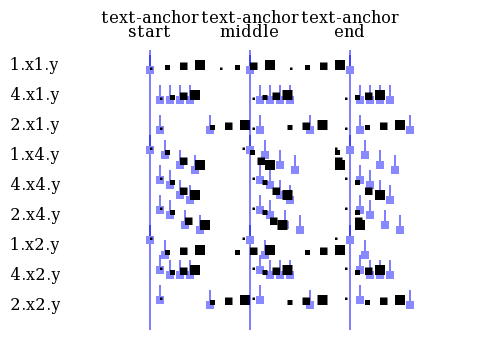 text-anchor text-anchor text-anchor
start middle end
1.x1.y
4.x1.y
2.x1.y
1.x4.y
4.x4.y
2.x4.y
1.x2.y
4.x2.y
2.x2.y